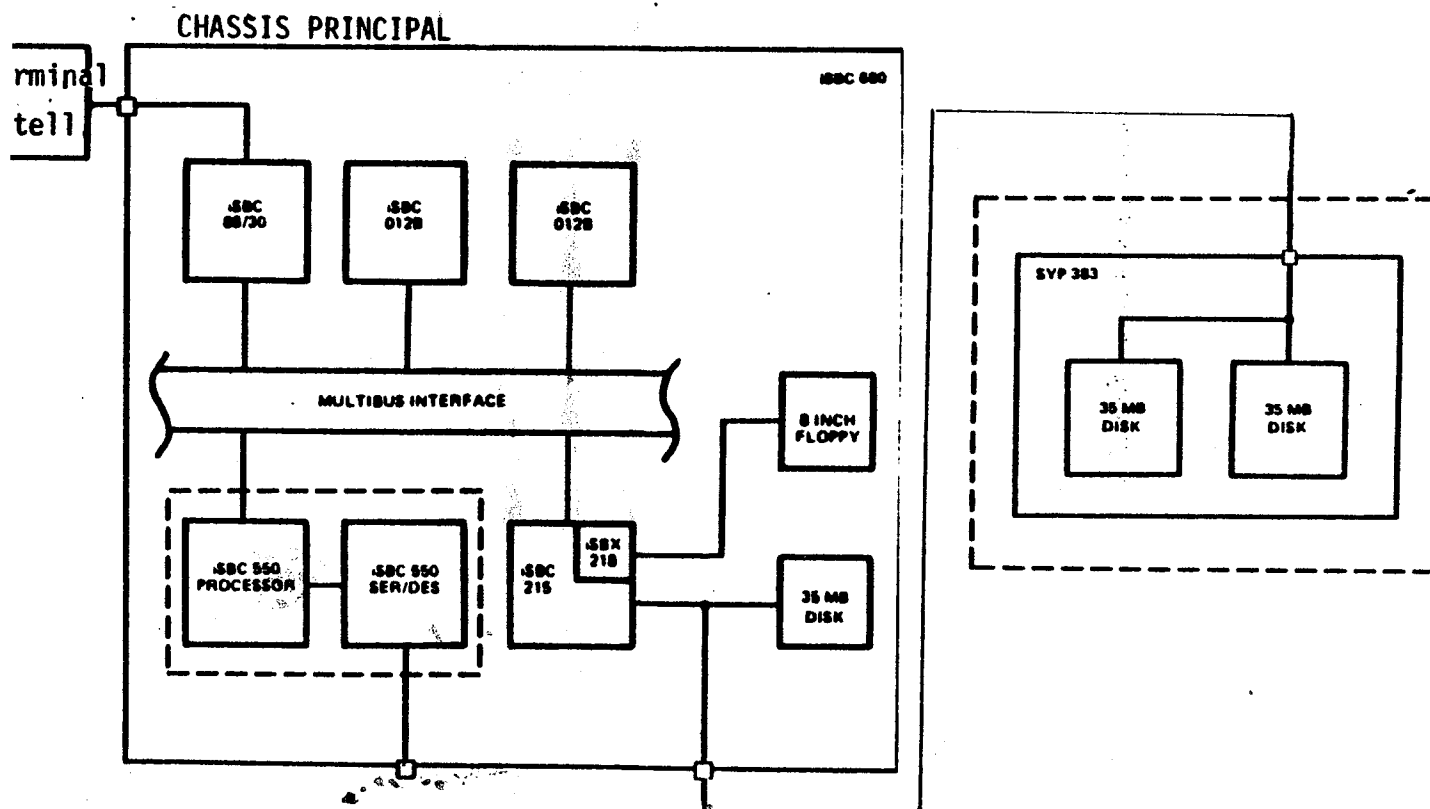 CHASSIS PRINCIPAL
rminal
tell
iSBC 680
iSBC
88/30
iSBC
012B
iSBC
012B
SYP 383
MULTIBUS INTERFACE
8 INCH
FLOPPY
35 MB
DISK
35 MB
DISK
iSBC 550
PROCESSOR
iSBC 550
SER/DES
iSBC
215
iSBX
218
35 MB
DISK